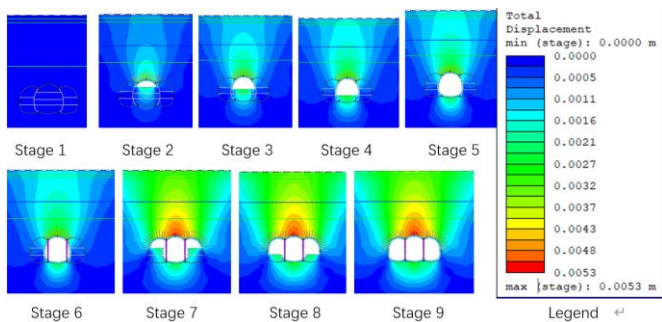 Total
Displacement
min (stage): 0.0000 m
0.0000
0.0005
0.0011
0.0016
0.0021
0.0027
0.0032
0.0037
0.0043
0.0048
0.0053
max (stage): 0.0053 m
Stage 1 Stage 2 Stage 3 Stage 4 Stage 5
Stage 6 Stage 7 Stage 8 Stage 9 Legend ↵